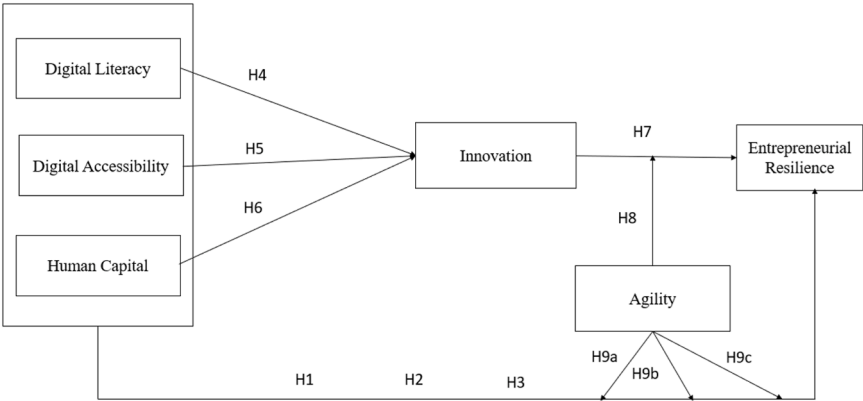 Digital Literacy
H4
Digital Accessibility
H5
Human Capital
H6
Innovation
H7
Entrepreneurial
Resilience
H8
Agility
H9a
H9b
H9c
H1
H2
H3